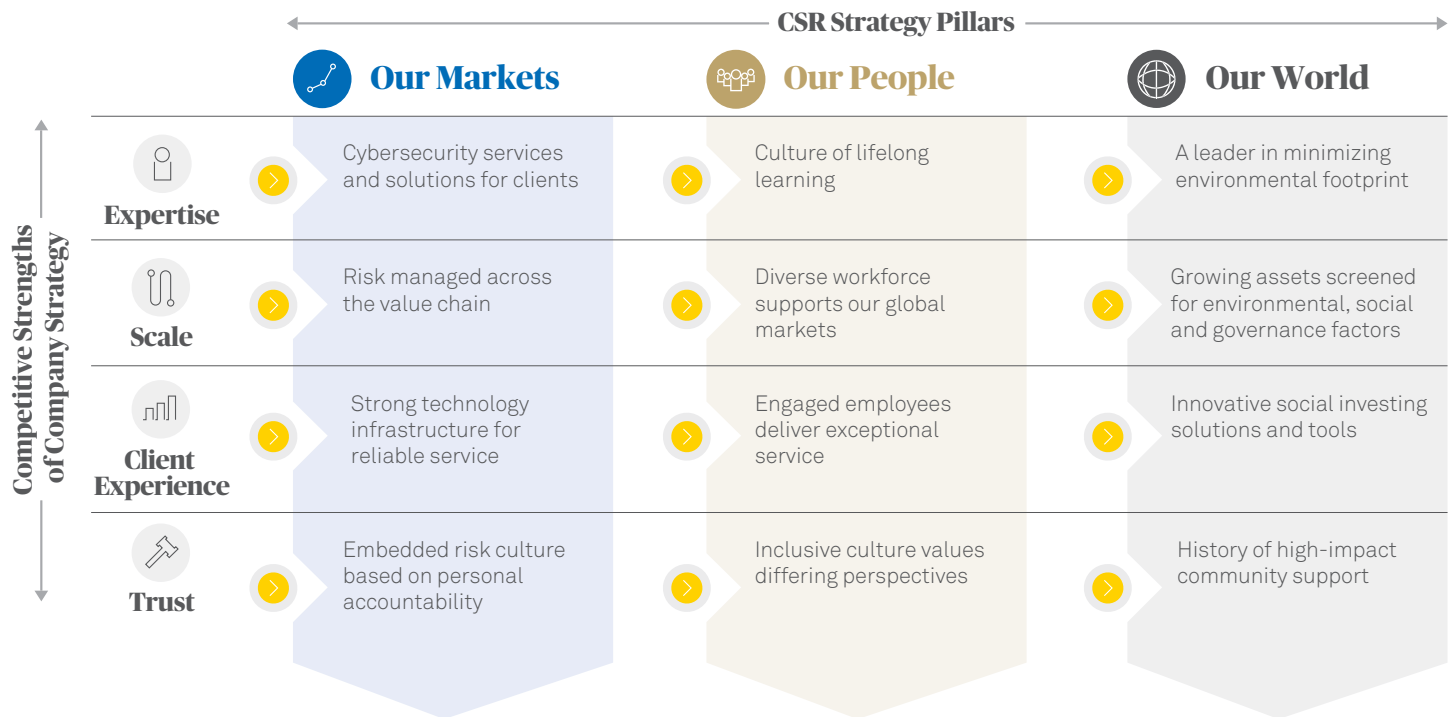 CSR Strategy Pillars
Our Markets
Our People
Our World
Competitive Strengths
of Company Strategy
Expertise
Cybersecurity services
and solutions for clients
Culture of lifelong
learning
A leader in minimizing
environmental footprint
Scale
Risk managed across
the value chain
Diverse workforce
supports our global
markets
Growing assets screened
for environmental, social
and governance factors
Client
Experience
Strong technology
infrastructure for
reliable service
Engaged employees
deliver exceptional
service
Innovative social investing
solutions and tools
Trust
Embedded risk culture
based on personal
accountability
Inclusive culture values
differing perspectives
History of high-impact
community support